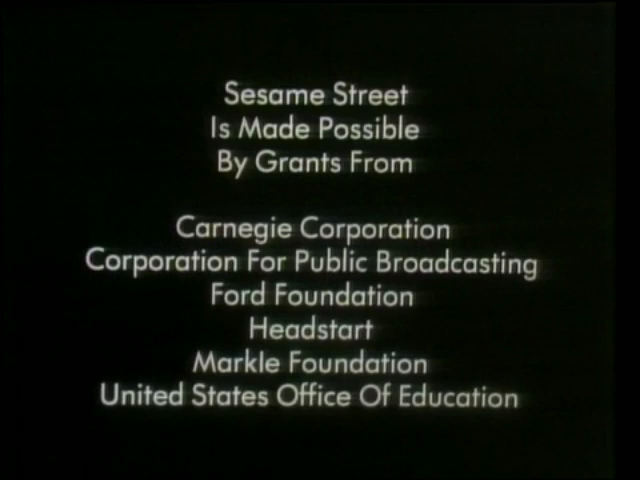 Sesame Street
Is Made Possible
By Grants From
Carnegie Corporation
Corporation For Public Broadcasting
Ford Foundation
Headstart
Markle Foundation
United States Office Of Education